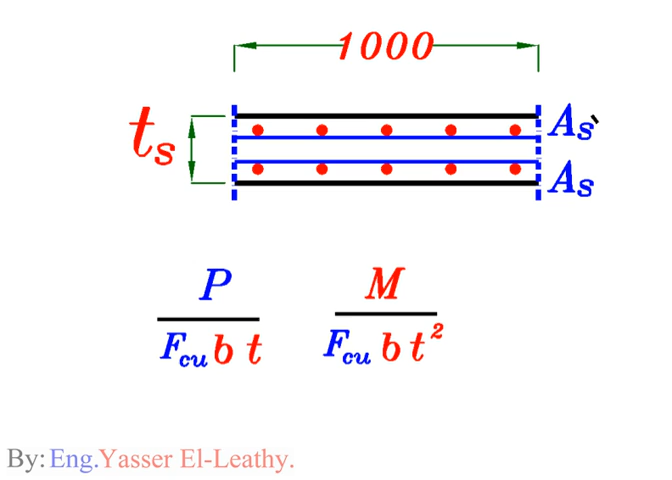 1000
ts
As`
As
P
Fcu b t
M
Fcu b t²
By: Eng.Yasser El-Leathy.